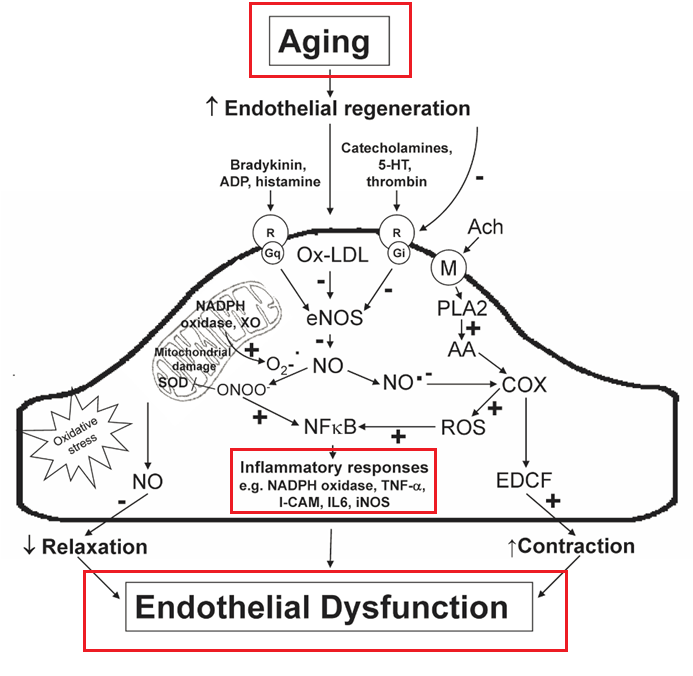 Aging
↑ Endothelial regeneration
Catecholamines,
5-HT,
thrombin
Bradykinin,
ADP, histamine
-
R
R
Ach
Gq
Ox-LDL
Gi
M
-
-
PLA2
NADPH
oxidase, XO
eNOS
+
-
AA
Mitochondrial
damage
+
O2-·
NO
NO·-
-
COX
SOD
ONOO-
+
+
NFκB
+
ROS
Oxidative
stress
Inflammatory responses
e.g. NADPH oxidase, TNF-α,
I-CAM, IL6, iNOS
NO
EDCF
-
+
↓ Relaxation
↑Contraction
Endothelial Dysfunction